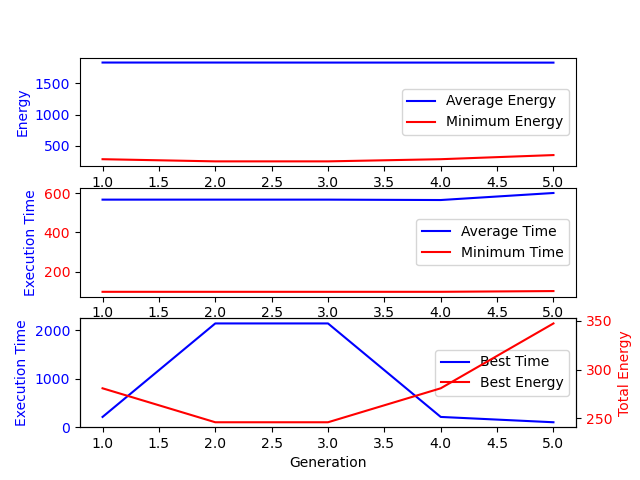 Energy
1500
1000
500
Average Energy
Minimum Energy
1.0 1.5 2.0 2.5 3.0 3.5 4.0 4.5 5.0
Execution Time
600
400
200
Average Time
Minimum Time
1.0 1.5 2.0 2.5 3.0 3.5 4.0 4.5 5.0
Execution Time
2000
1000
0
Best Time
Best Energy
350
300
250
Total Energy
1.0 1.5 2.0 2.5 3.0 3.5 4.0 4.5 5.0
Generation